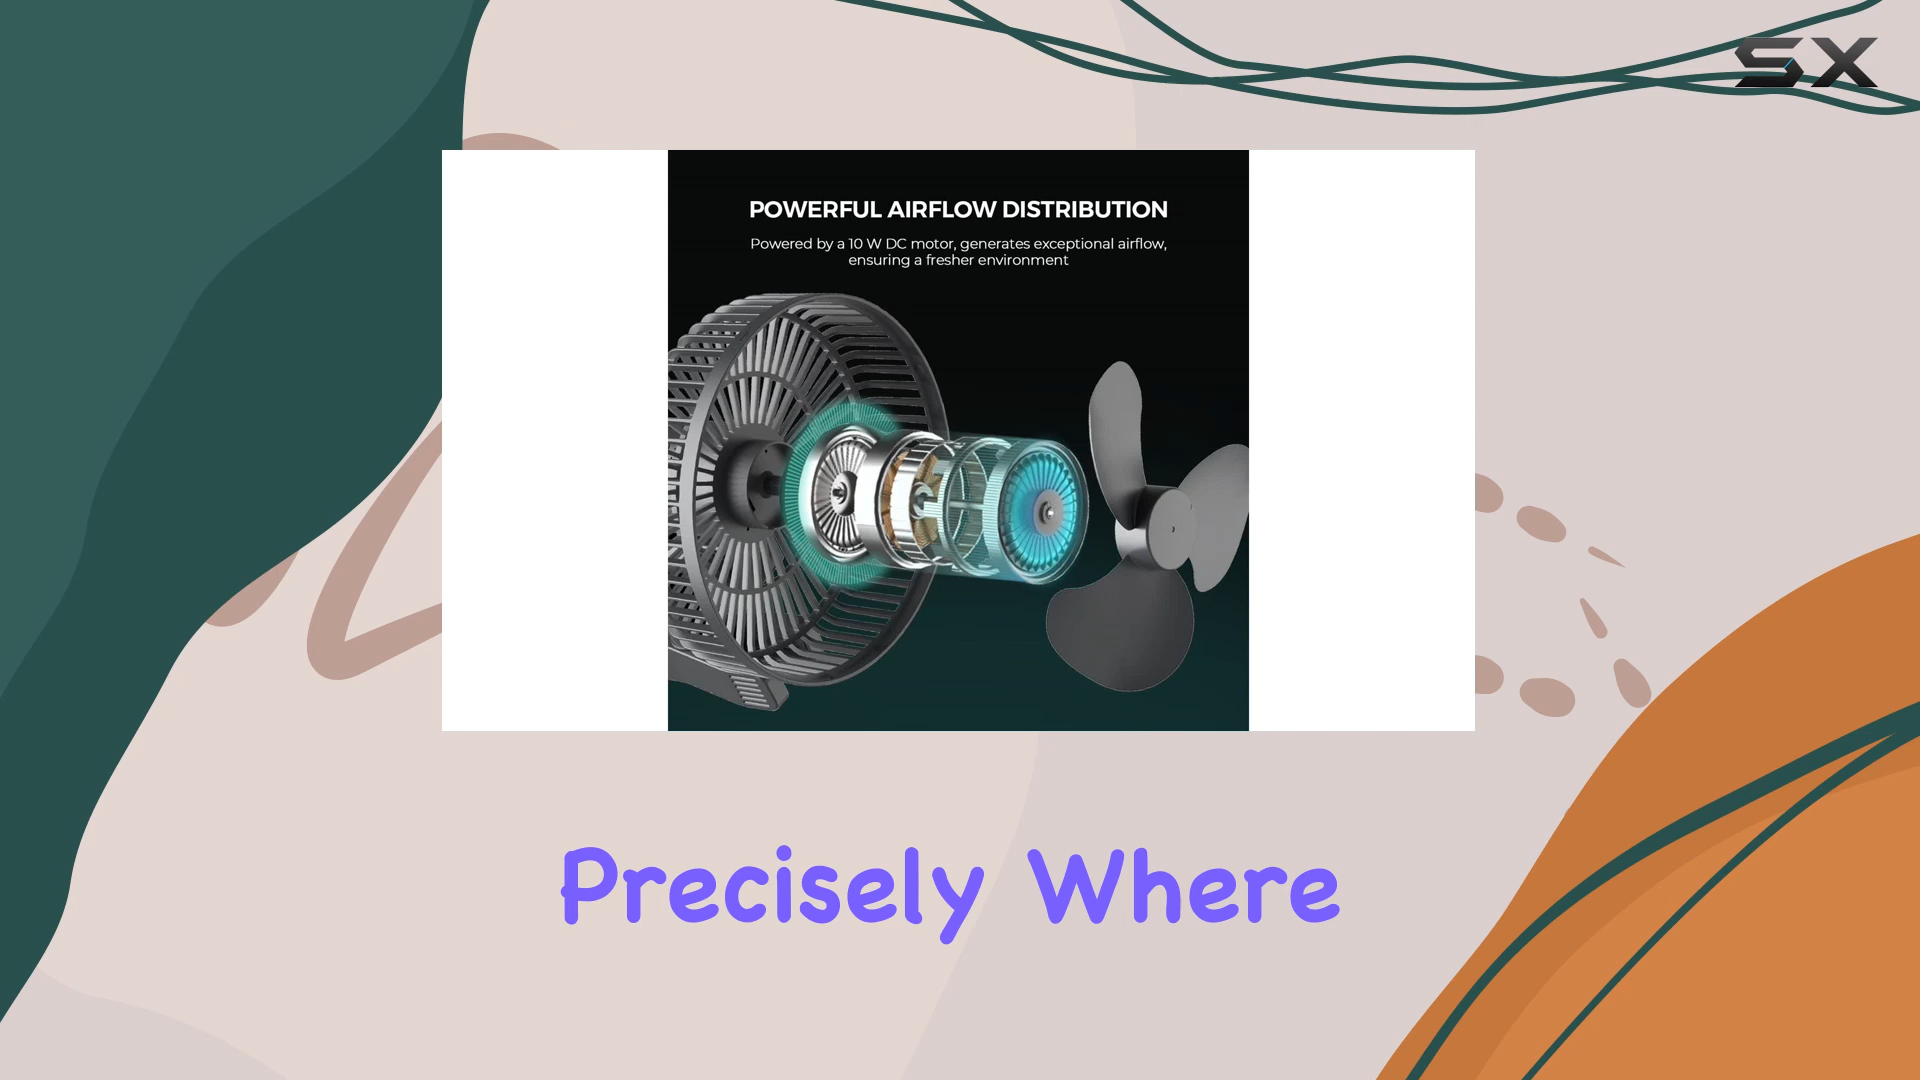 SX
POWERFUL AIRFLOW DISTRIBUTION
Powered by a 10 W DC motor, generates exceptional airflow,
ensuring a fresher environment
Precisely Where